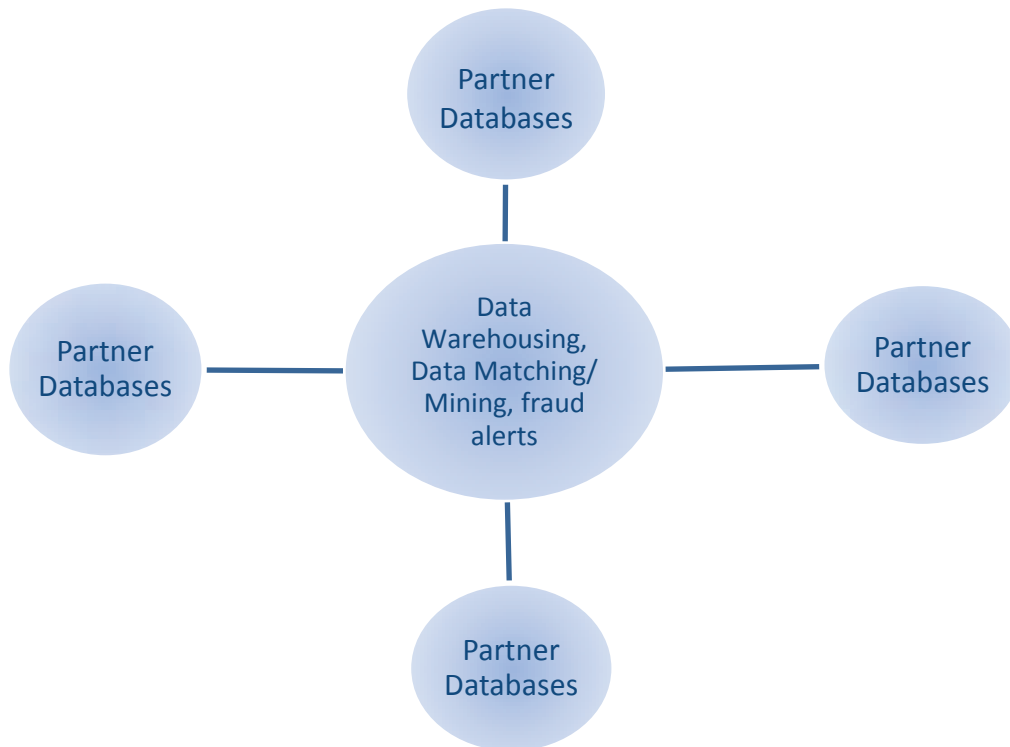 Partner
Databases
Data
Warehousing,
Data Matching/
Mining, fraud
alerts
Partner
Databases
Partner
Databases
Partner
Databases